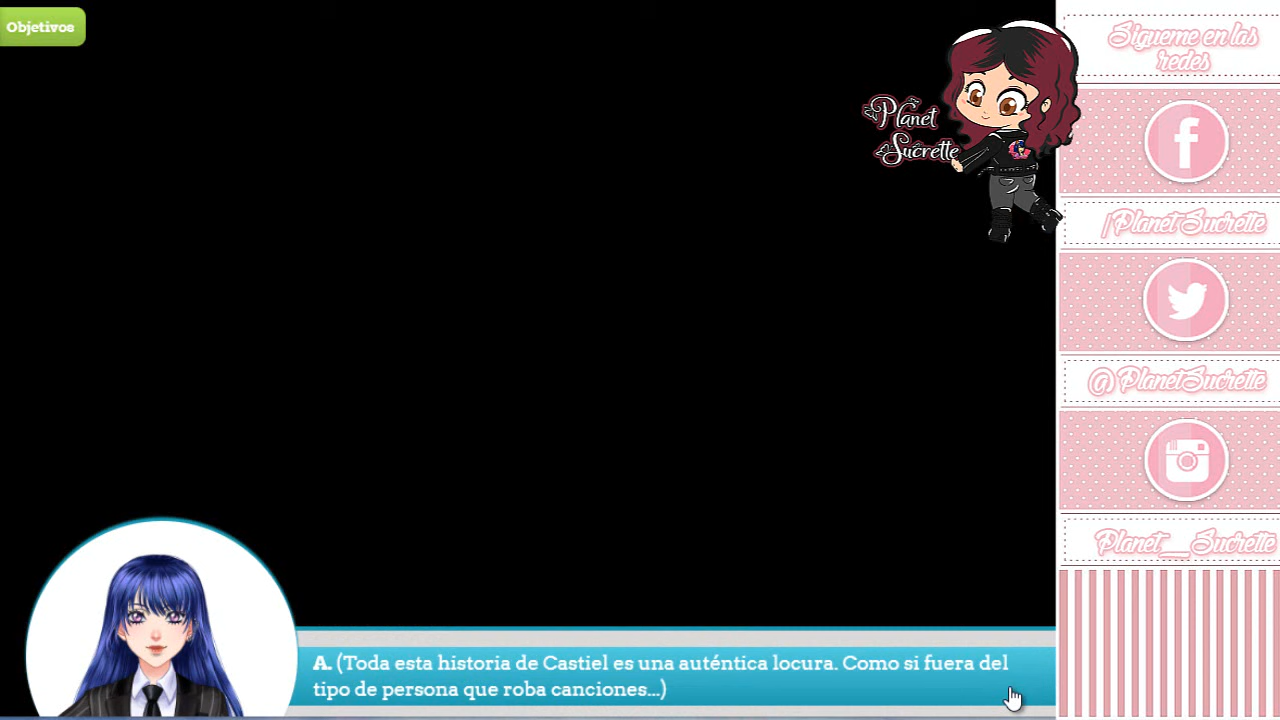 Objetivos
Planet
Sucrette
Sigueme en las
redes
/PlanetSucrette
@PlanetSucrette
Planet__Sucrette
A. (Toda esta historia de Castiel es una auténtica locura. Como si fuera del
tipo de persona que roba canciones...)